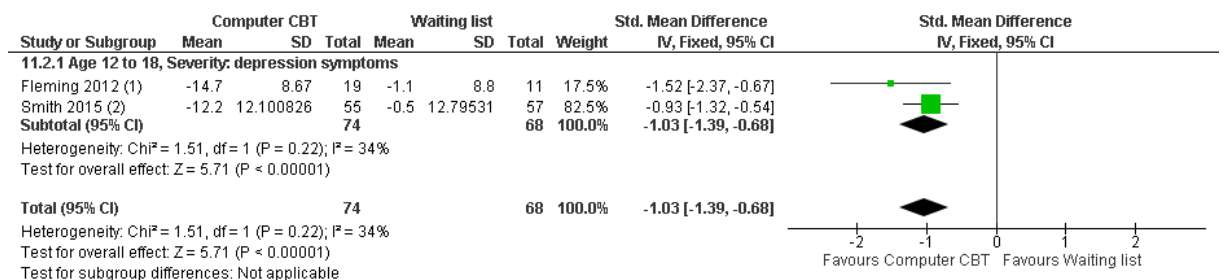 Computer CBT Waiting list Std. Mean Difference Std. Mean Difference
Study or Subgroup Mean SD Total Mean SD Total Weight IV, Fixed, 95% CI IV, Fixed, 95% CI
11.2.1 Age 12 to 18, Severity: depression symptoms
Fleming 2012 (1) -14.7 8.67 19 -1.1 8.8 11 17.5% -1.52 [-2.37, -0.67]
Smith 2015 (2) -12.2 12.100826 55 -0.5 12.79531 57 82.5% -0.93 [-1.32, -0.54]
Subtotal (95% CI) 74 68 100.0% -1.03 [-1.39, -0.68]
Heterogeneity: Chi² = 1.51, df = 1 (P = 0.22); I² = 34%
Test for overall effect: Z = 5.71 (P < 0.00001)
Total (95% CI) 74 68 100.0% -1.03 [-1.39, -0.68]
Heterogeneity: Chi² = 1.51, df = 1 (P = 0.22); I² = 34%
Test for overall effect: Z = 5.71 (P < 0.00001)
Test for subgroup differences: Not applicable
-2 -1 0 1 2
Favours Computer CBT Favours Waiting list